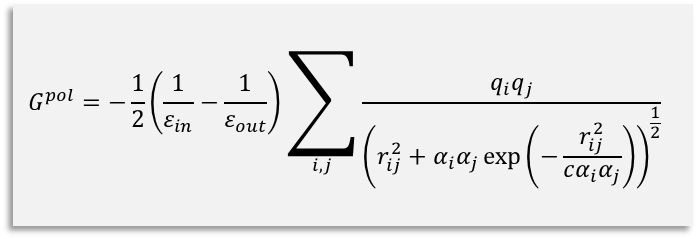 G^{pol} = -\frac{1}{2}\left(\frac{1}{\varepsilon_{in}} - \frac{1}{\varepsilon_{out}}\right) \sum_{i,j} \frac{q_i q_j}{\left(r_{ij}^2 + \alpha_i \alpha_j \exp\left(-\frac{r_{ij}^2}{c\alpha_i \alpha_j}\right)\right)^{\frac{1}{2}}}